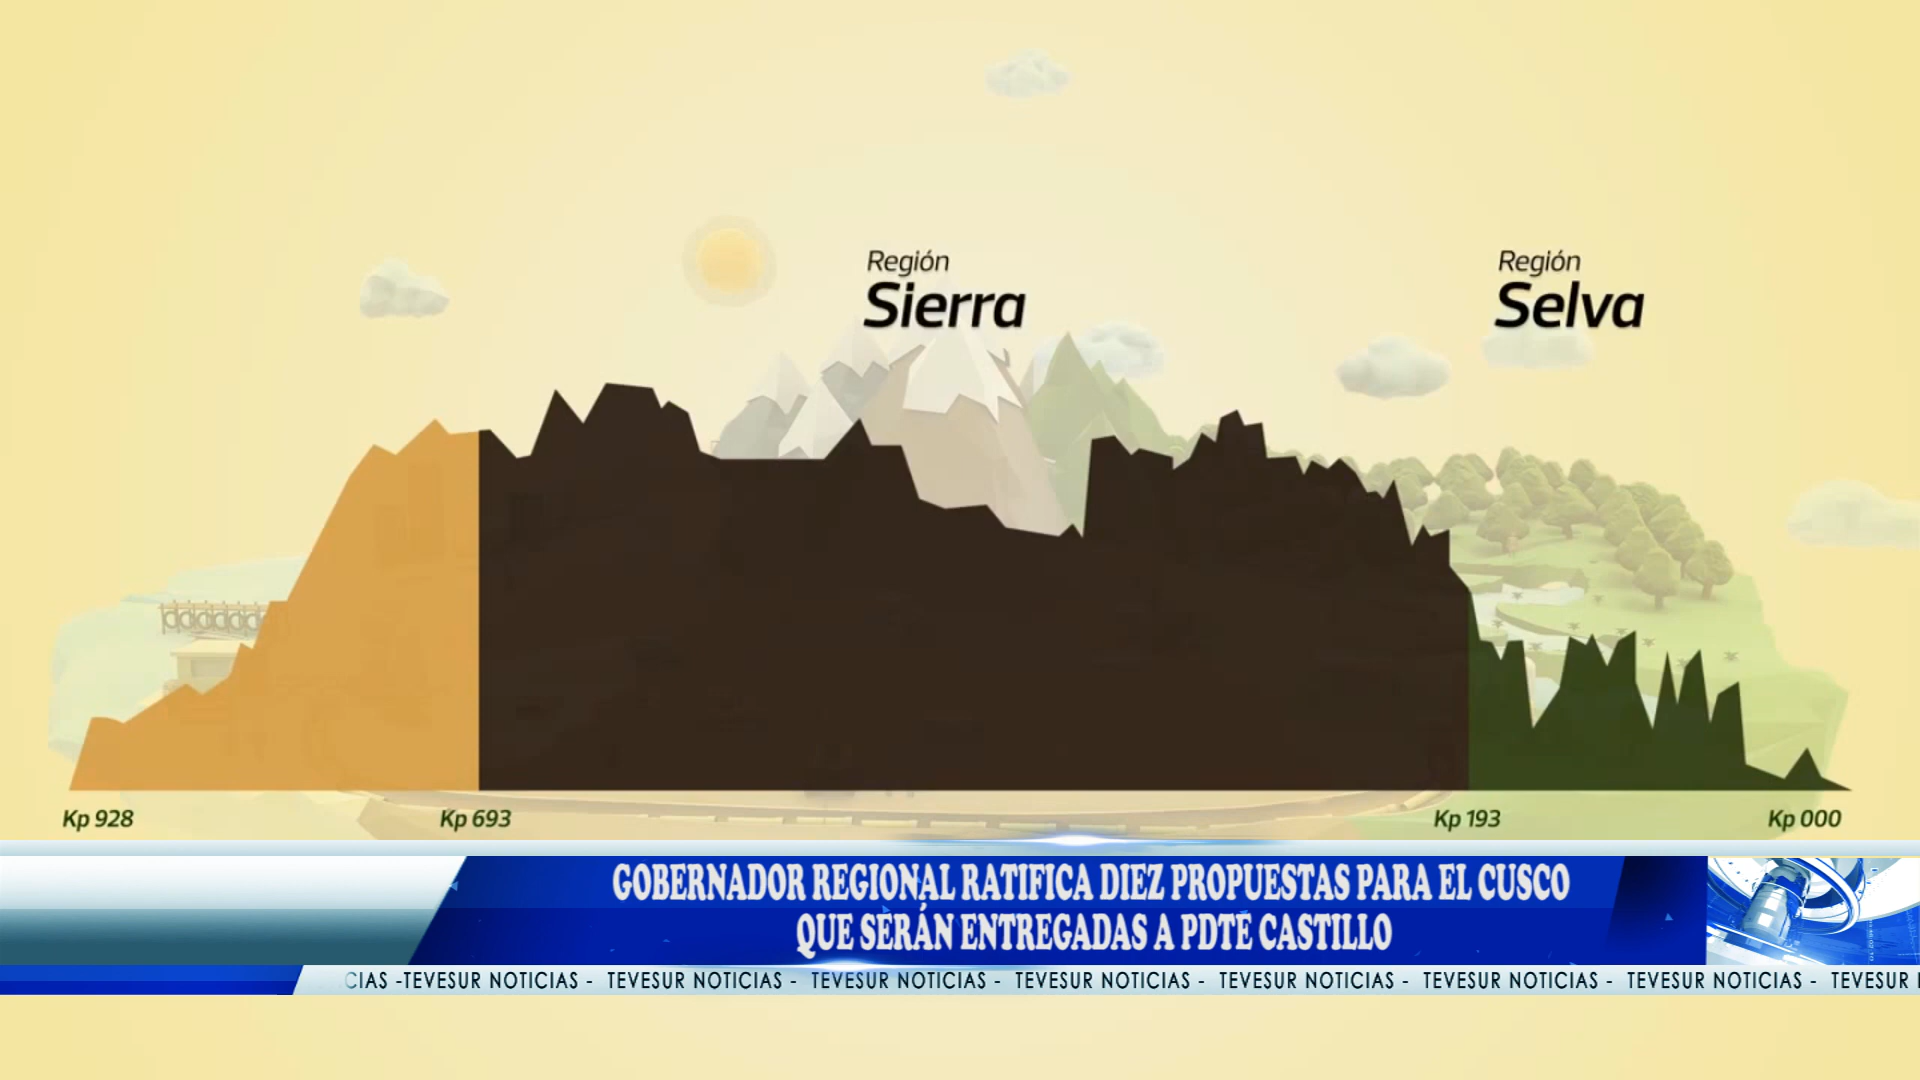 Región
Sierra
Región
Selva
Kp 928
Kp 693
Kp 193
Kp 000
GOBERNADOR REGIONAL RATIFICA DIEZ PROPUESTAS PARA EL CUSCO
QUE SERÁN ENTREGADAS A PDTE CASTILLO
CIAS -TEVESUR NOTICIAS - TEVESUR NOTICIAS - TEVESUR NOTICIAS - TEVESUR NOTICIAS - TEVESUR NOTICIAS - TEVESUR NOTICIAS - TEVESUR NOTICIAS - TEVESUR